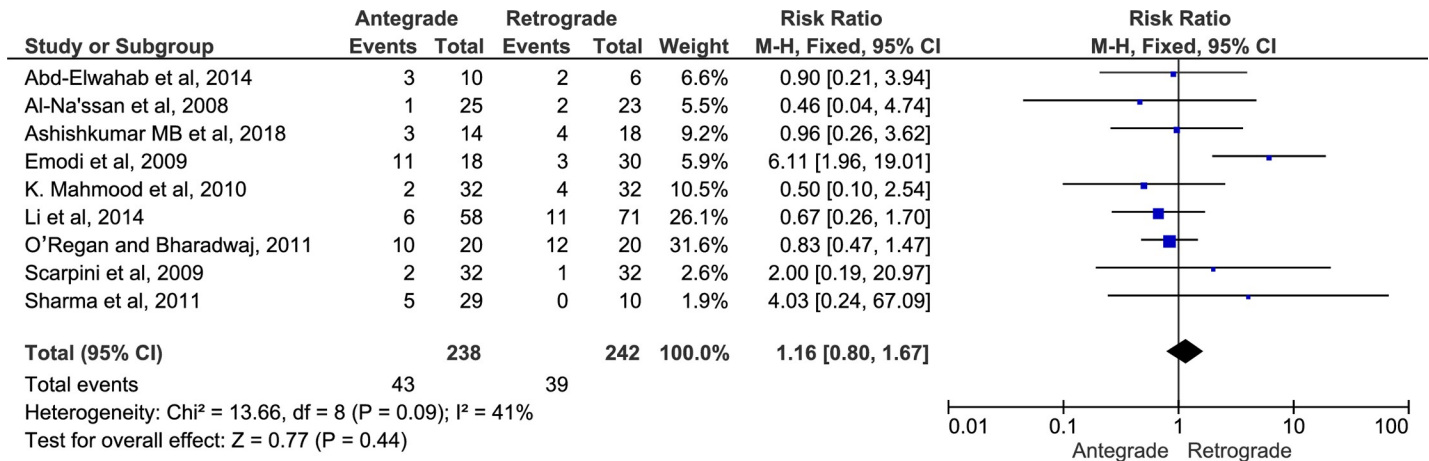 Antegrade Retrograde Risk Ratio Risk Ratio
Study or Subgroup Events Total Events Total Weight M-H, Fixed, 95% CI M-H, Fixed, 95% CI
Abd-Elwahab et al, 2014 3 10 2 6 6.6% 0.90 [0.21, 3.94]
Al-Na'ssan et al, 2008 1 25 2 23 5.5% 0.46 [0.04, 4.74]
Ashishkumar MB et al, 2018 3 14 4 18 9.2% 0.96 [0.26, 3.62]
Emodi et al, 2009 11 18 3 30 5.9% 6.11 [1.96, 19.01]
K. Mahmood et al, 2010 2 32 4 32 10.5% 0.50 [0.10, 2.54]
Li et al, 2014 6 58 11 71 26.1% 0.67 [0.26, 1.70]
O’Regan and Bharadwaj, 2011 10 20 12 20 31.6% 0.83 [0.47, 1.47]
Scarpini et al, 2009 2 32 1 32 2.6% 2.00 [0.19, 20.97]
Sharma et al, 2011 5 29 0 10 1.9% 4.03 [0.24, 67.09]
Total (95% CI) 238 242 100.0% 1.16 [0.80, 1.67]
Total events 43 39
Heterogeneity: Chi² = 13.66, df = 8 (P = 0.09); I² = 41%
Test for overall effect: Z = 0.77 (P = 0.44)
0.01 0.1 1 10 100
Antegrade Retrograde